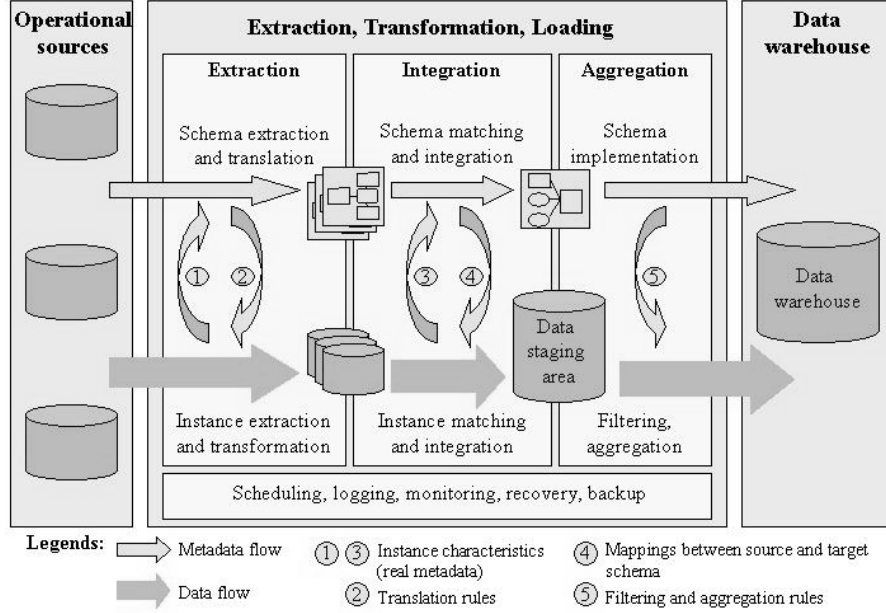 Operational
sources
Extraction, Transformation, Loading
Data
warehouse
Extraction
Integration
Aggregation
Schema extraction
and translation
Schema matching
and integration
Schema
implementation
1
2
3
4
5
Data
warehouse
Data
staging
area
Instance extraction
and transformation
Instance matching
and integration
Filtering,
aggregation
Scheduling, logging, monitoring, recovery, backup
Legends:
Metadata flow
Data flow
1 3 Instance characteristics
(real metadata)
2 Translation rules
4 Mappings between source and target
schema
5 Filtering and aggregation rules